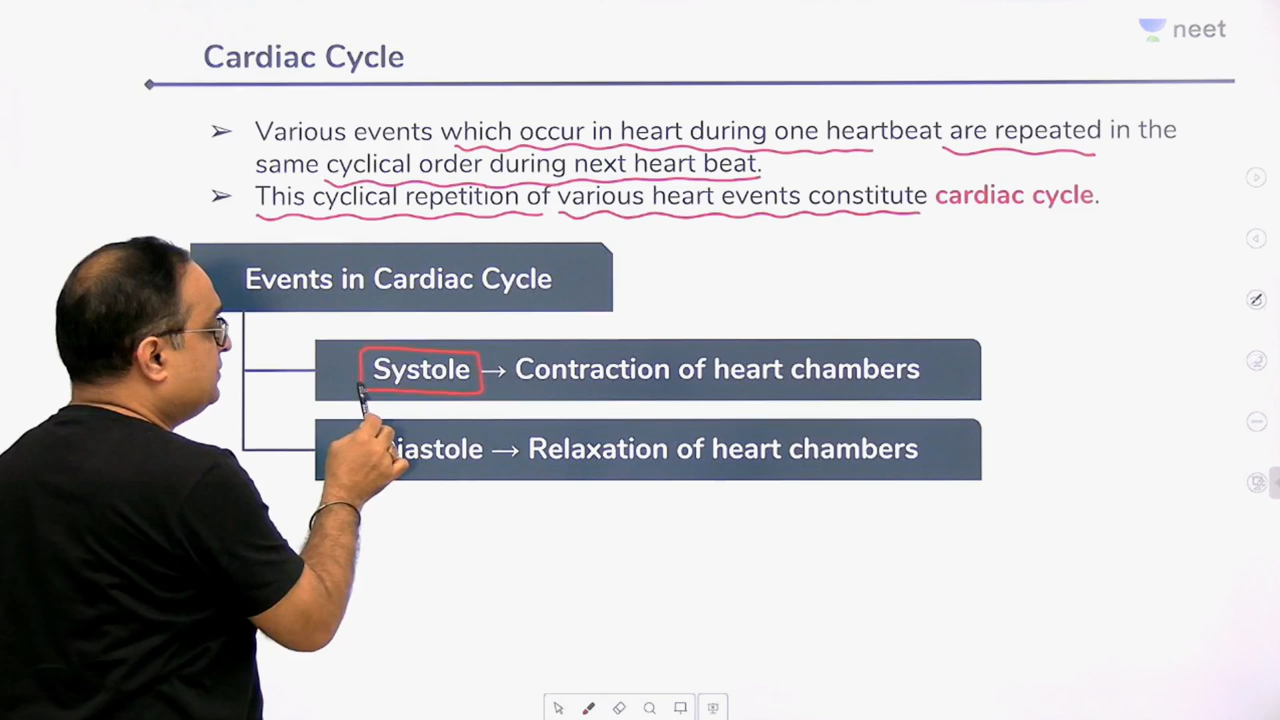 neet
Cardiac Cycle
➢ Various events which occur in heart during one heartbeat are repeated in the
same cyclical order during next heart beat.
➢ This cyclical repetition of various heart events constitute cardiac cycle.
Events in Cardiac Cycle
Systole → Contraction of heart chambers
iastole → Relaxation of heart chambers